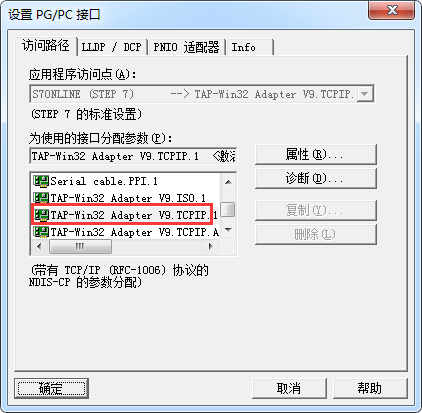 设置 PG/PC 接口
访问路径 LLDP / DCP PNIO 适配器 Info
应用程序访问点(A):
S7ONLINE (STEP 7) --> TAP-Win32 Adapter V9.TCPIP.
(STEP 7 的标准设置)
为使用的接口分配参数(P):
TAP-Win32 Adapter V9.TCPIP.1 <激活
属性(R)...
Serial cable.PPI.1
诊断(D)...
TAP-Win32 Adapter V9.ISO.1
TAP-Win32 Adapter V9.TCPIP.1
复制(Y)...
TAP-Win32 Adapter V9.TCPIP.A
删除(L)
(带有 TCP/IP (RFC-1006) 协议的
NDIS-CP 的参数分配)
确定 取消 帮助